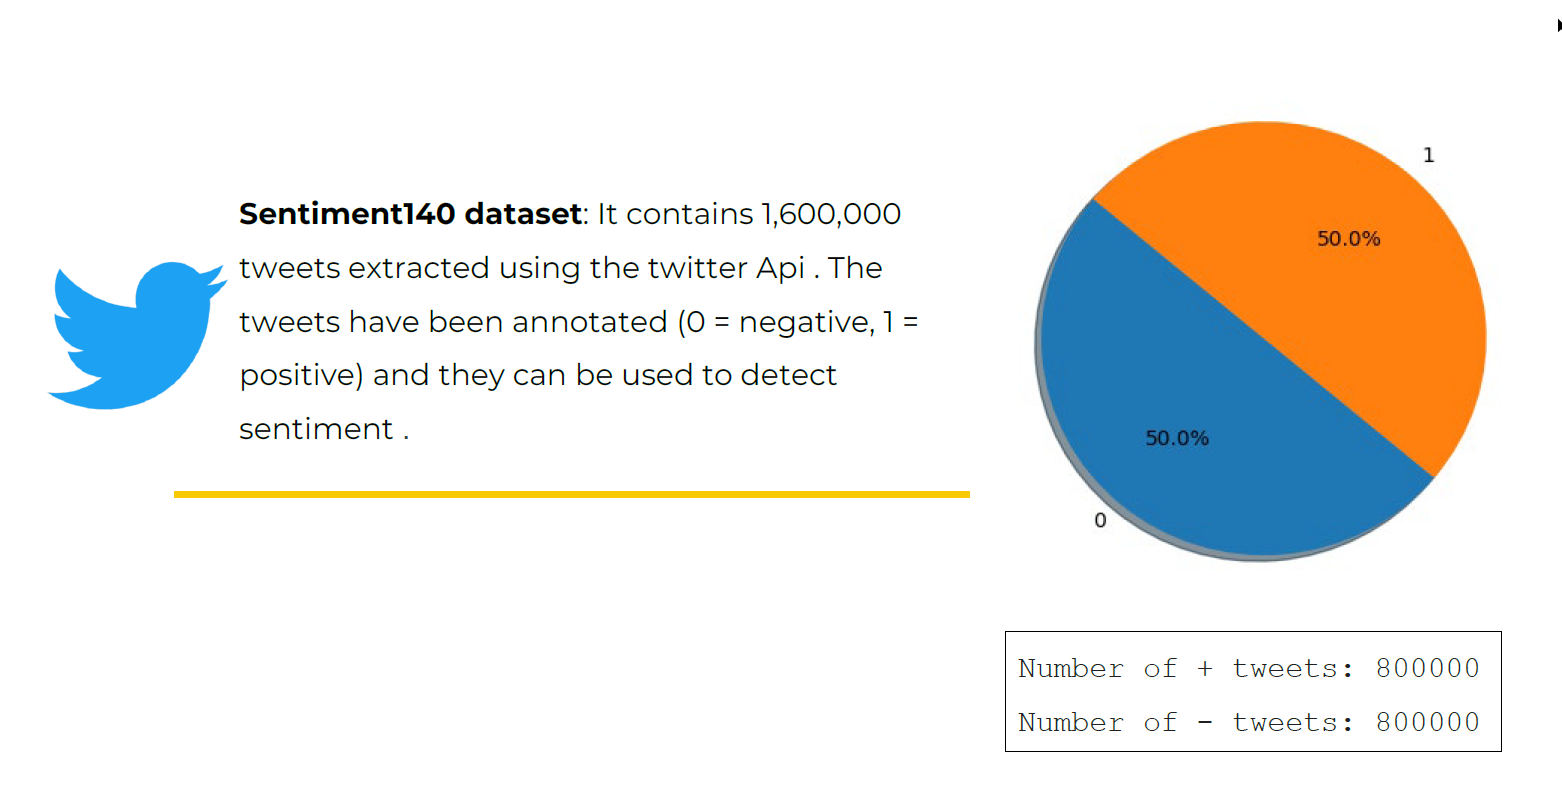 Sentiment140 dataset: It contains 1,600,000
tweets extracted using the twitter Api . The
tweets have been annotated (0 = negative, 1 =
positive) and they can be used to detect
sentiment .
1
50.0%
50.0%
0
Number of + tweets: 800000
Number of - tweets: 800000